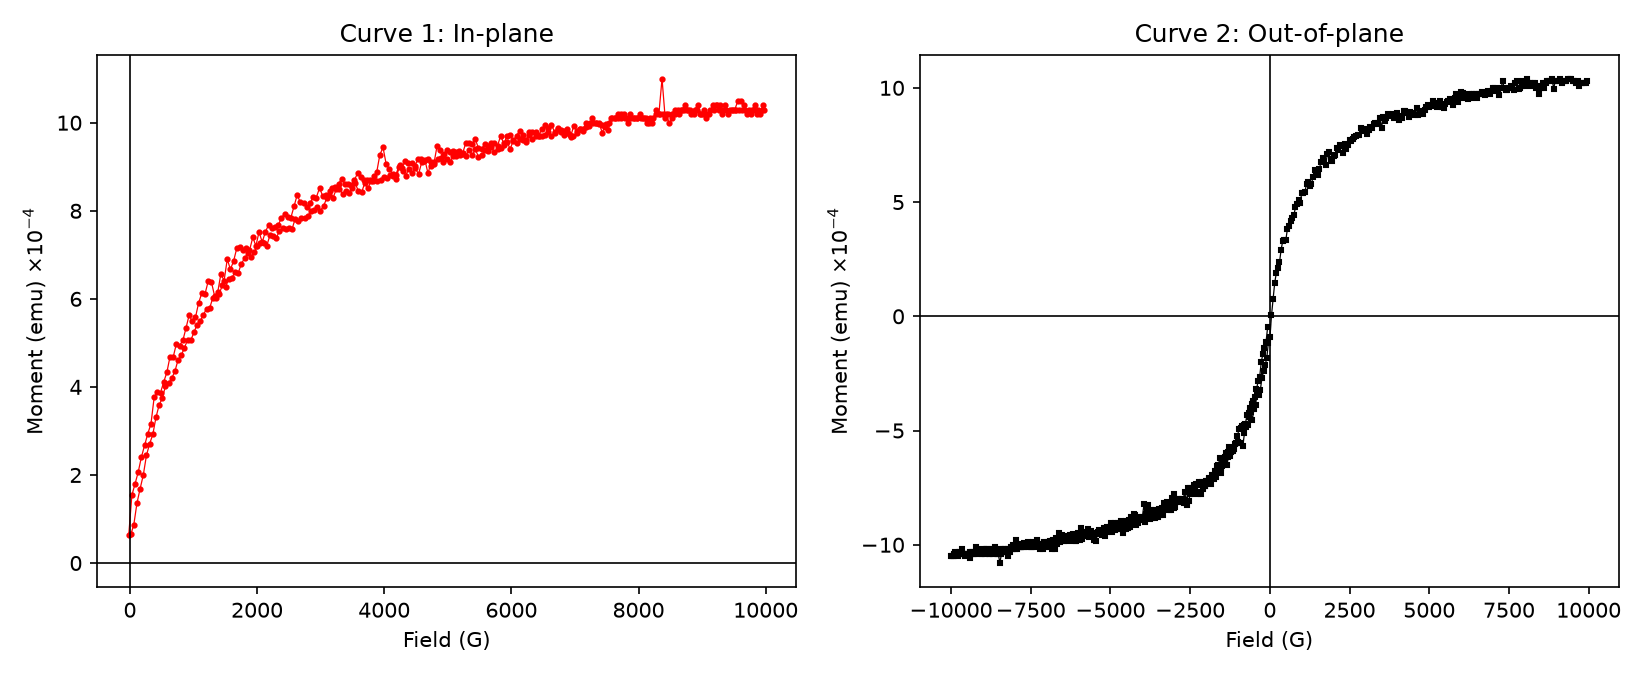 Curve 1: In-plane
Moment (emu) ×10⁻⁴
10
8
6
4
2
0
0 2000 4000 6000 8000 10000
Field (G)
Curve 2: Out-of-plane
Moment (emu) ×10⁻⁴
10
5
0
−5
−10
−10000 −7500 −5000 −2500 0 2500 5000 7500 10000
Field (G)